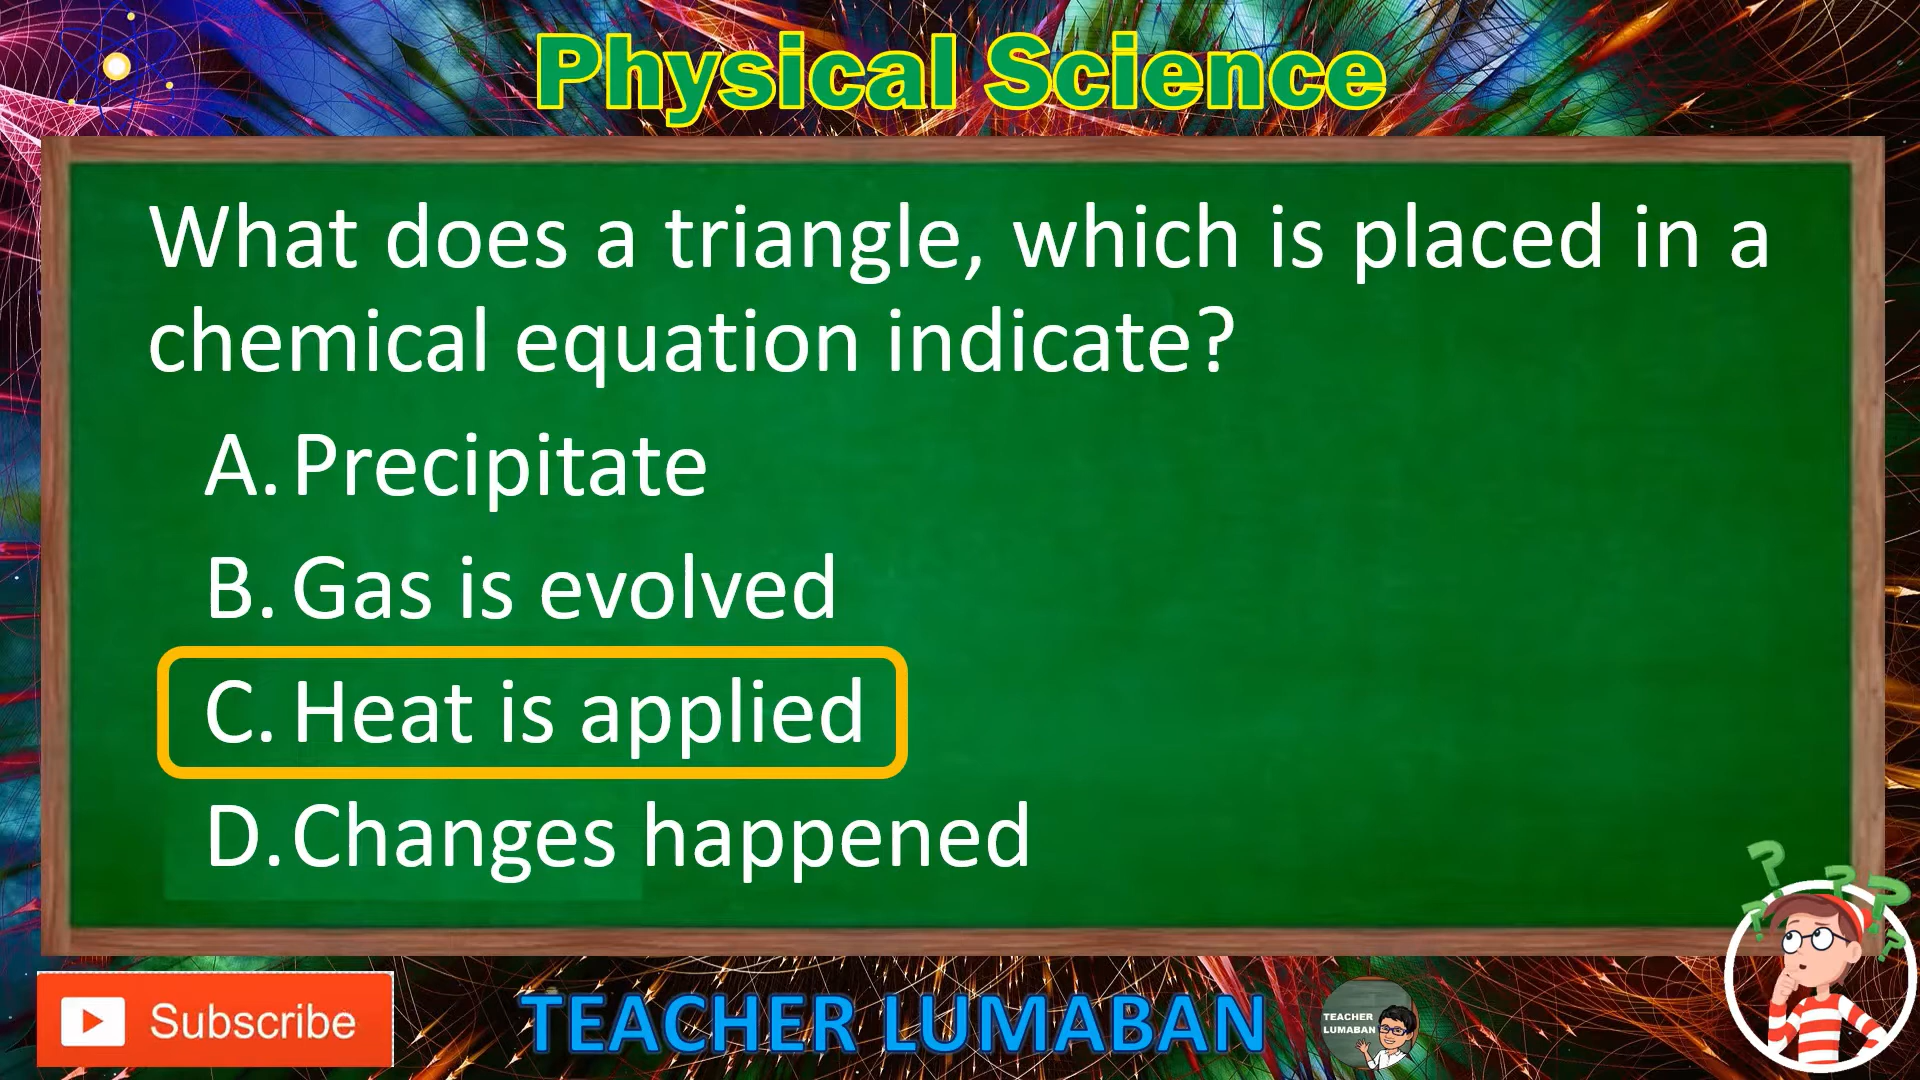 Physical Science
What does a triangle, which is placed in a
chemical equation indicate?
A. Precipitate
B. Gas is evolved
C. Heat is applied
D. Changes happened
Subscribe
TEACHER LUMABAN
TEACHER
LUMABAN